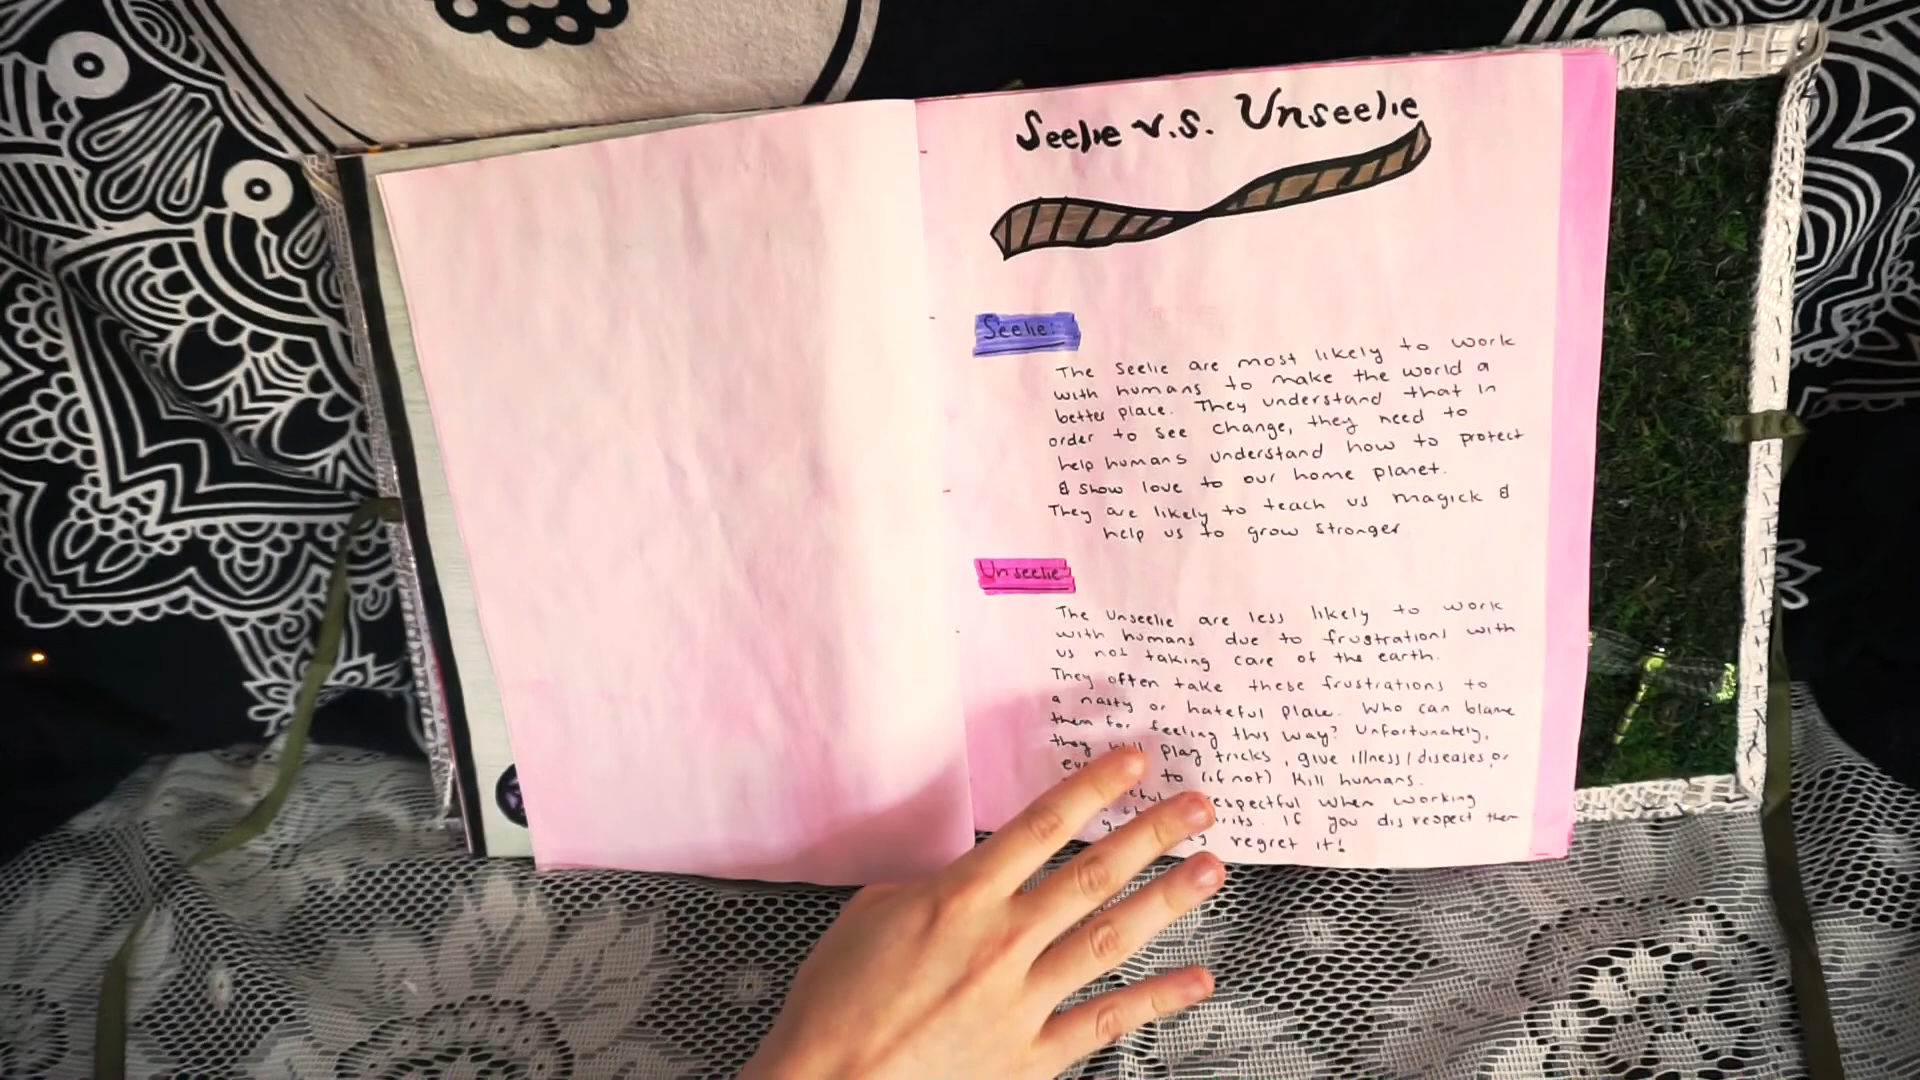 Seelie v.s. Unseelie
Seelie:
The Seelie are most likely to work
with humans to make the world a
better place. They understand that in
order to see change, they need to
help humans understand how to protect
& show love to our home planet.
They are likely to teach us magick &
help us to grow stronger
Unseelie
The Unseelie are less likely to work
with humans due to frustrations with
us not taking care of the earth.
They often take these frustrations to
a nasty or hateful place. Who can blame
them for feeling this way? Unfortunately,
they will play tricks, give illness/diseases, or
to (if not) kill humans.
respectful when working
If you disrespect them
regret it!